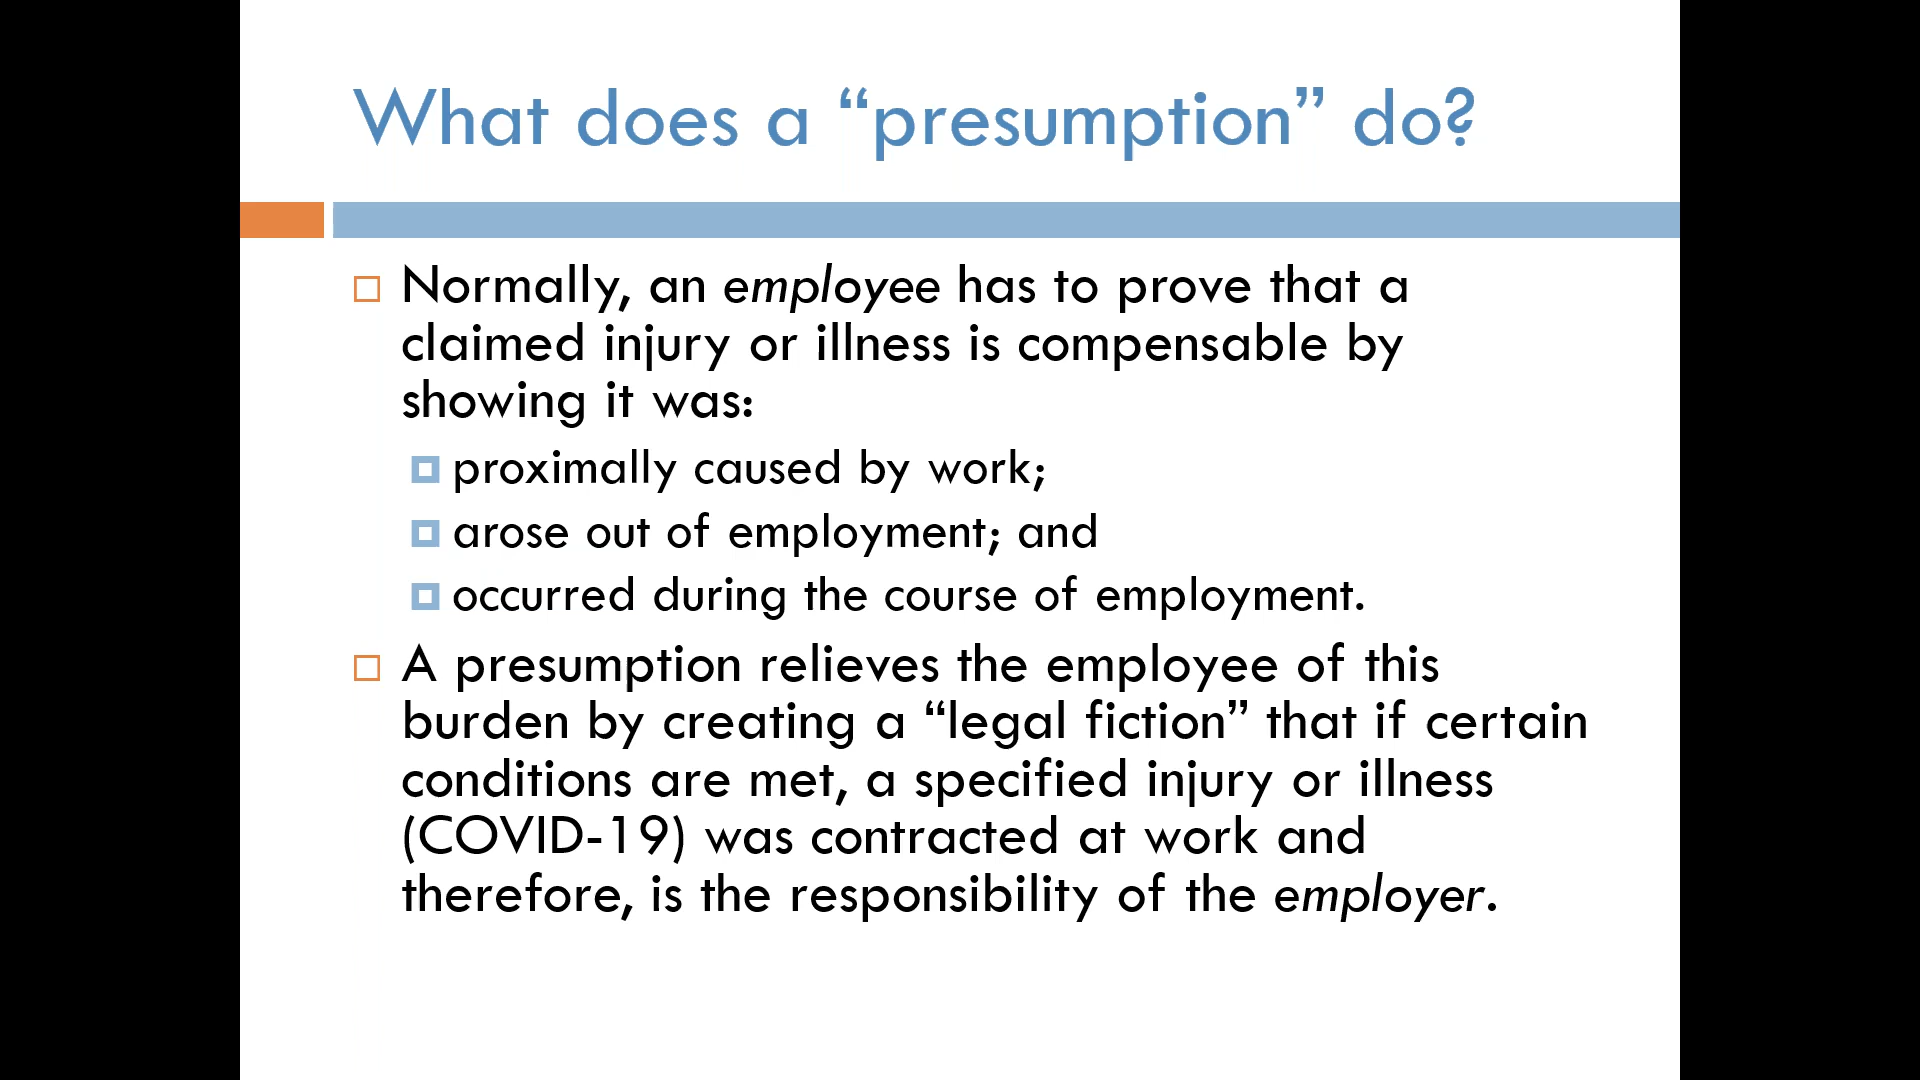 What does a “presumption” do?
Normally, an employee has to prove that a
claimed injury or illness is compensable by
showing it was:
proximally caused by work;
arose out of employment; and
occurred during the course of employment.
A presumption relieves the employee of this
burden by creating a “legal fiction” that if certain
conditions are met, a specified injury or illness
(COVID-19) was contracted at work and
therefore, is the responsibility of the employer.